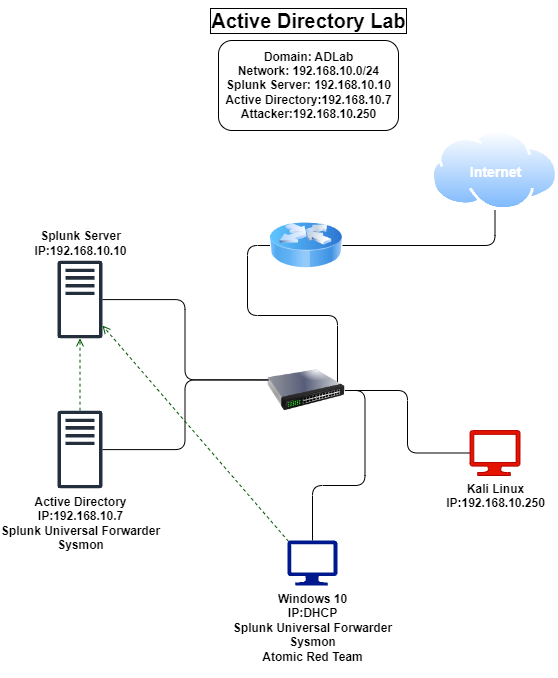 Active Directory Lab
Domain: ADLab
Network: 192.168.10.0/24
Splunk Server: 192.168.10.10
Active Directory:192.168.10.7
Attacker:192.168.10.250
Internet
Splunk Server
IP:192.168.10.10
Active Directory
IP:192.168.10.7
Splunk Universal Forwarder
Sysmon
Kali Linux
IP:192.168.10.250
Windows 10
IP:DHCP
Splunk Universal Forwarder
Sysmon
Atomic Red Team